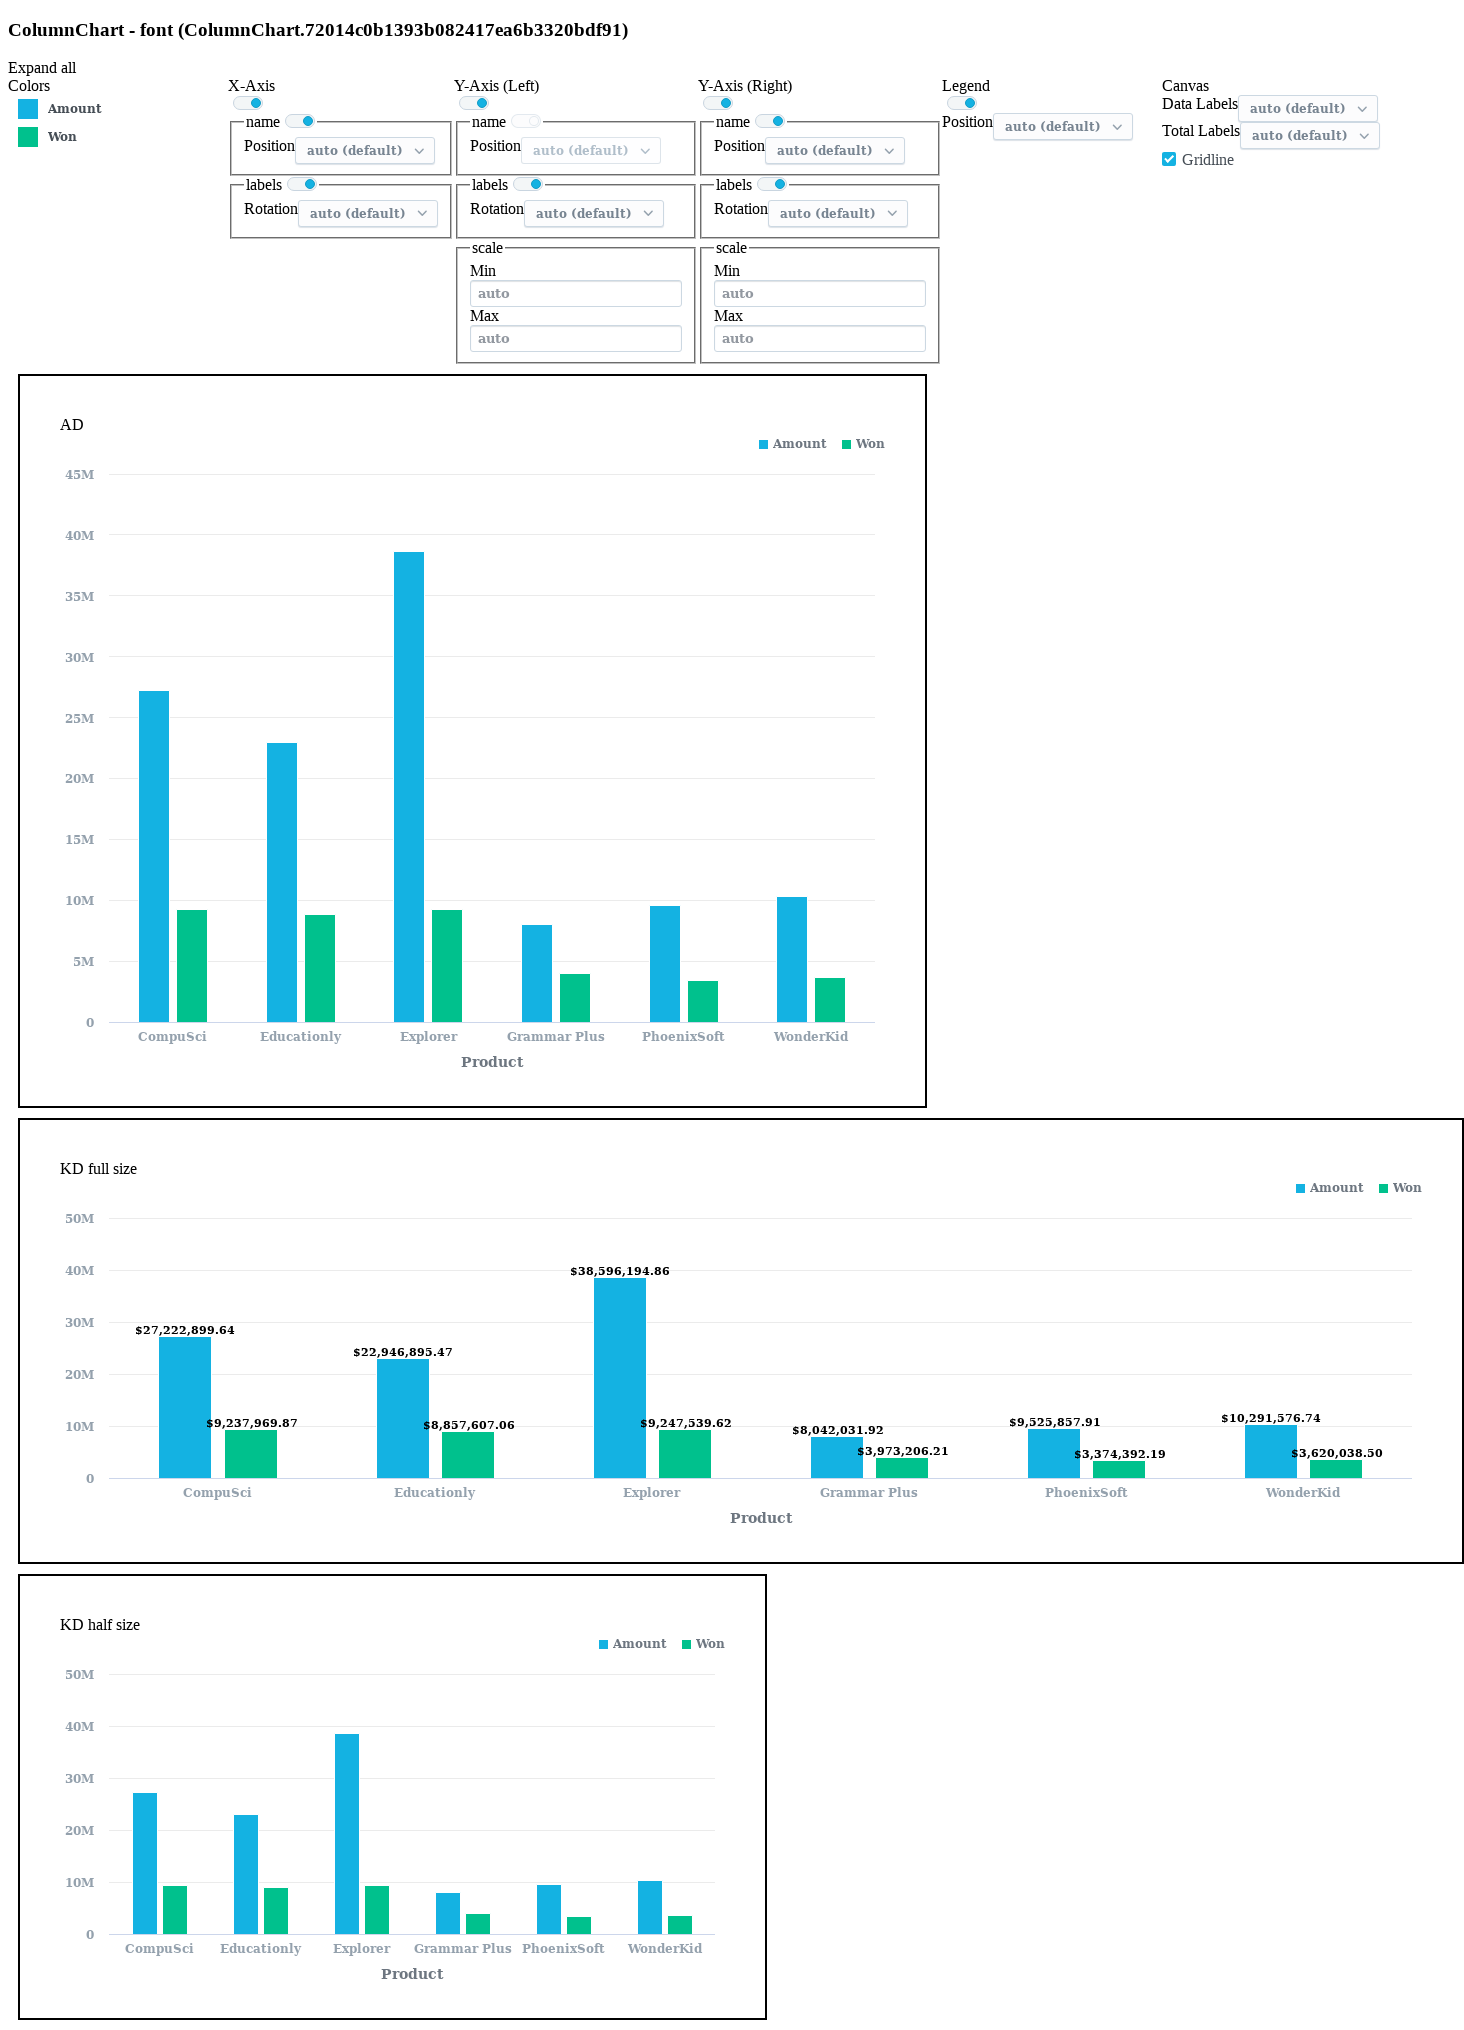 ColumnChart - font (ColumnChart.72014c0b1393b082417ea6b3320bdf91)
Expand all
Colors
Amount
Won
X-Axis
name
Position auto (default)
labels
Rotation auto (default)
Y-Axis (Left)
name
Position auto (default)
labels
Rotation auto (default)
scale
Min
auto
Max
auto
Y-Axis (Right)
name
Position auto (default)
labels
Rotation auto (default)
scale
Min
auto
Max
auto
Legend
Position auto (default)
Canvas
Data Labels auto (default)
Total Labels auto (default)
Gridline
AD
Amount Won
45M
40M
35M
30M
25M
20M
15M
10M
5M
0
CompuSci Educationly Explorer Grammar Plus PhoenixSoft WonderKid
Product
KD full size
Amount Won
50M
40M
30M
20M
10M
0
$27,222,899.64
$9,237,969.87
$22,946,895.47
$8,857,607.06
$38,596,194.86
$9,247,539.62
$8,042,031.92
$3,973,206.21
$9,525,857.91
$3,374,392.19
$10,291,576.74
$3,620,038.50
CompuSci Educationly Explorer Grammar Plus PhoenixSoft WonderKid
Product
KD half size
Amount Won
50M
40M
30M
20M
10M
0
CompuSci Educationly Explorer Grammar Plus PhoenixSoft WonderKid
Product